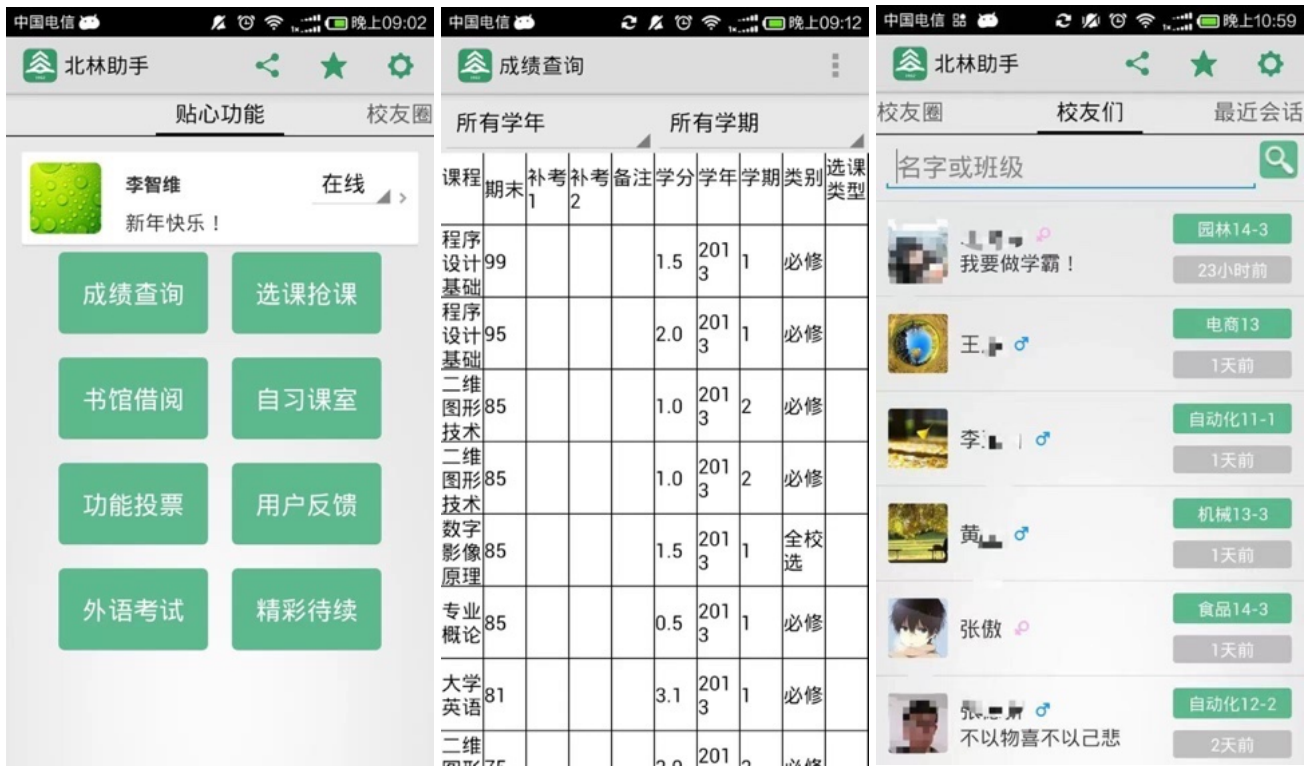 中国电信
晚上09:02
北林助手
贴心功能
校友圈
李智维
在线
新年快乐！
成绩查询
选课抢课
书馆借阅
自习课室
功能投票
用户反馈
外语考试
精彩待续
中国电信
晚上09:12
成绩查询
所有学年
所有学期
课程 期末 补考1 补考2 备注 学分 学年 学期 类别 选课类型
程序设计基础 99 1.5 2013 1 必修
程序设计基础 95 2.0 2013 1 必修
二维图形技术 85 1.0 2013 2 必修
二维图形技术 85 1.0 2013 2 必修
数字影像原理 85 1.5 2013 1 全校选
专业概论 85 0.5 2013 1 必修
大学英语 81 3.1 2013 1 必修
二维
201
中国电信
晚上10:59
北林助手
校友圈
校友们
最近会话
名字或班级
园林14-3
我要做学霸！
23小时前
王
电商13
1天前
李
自动化11-1
1天前
黄
机械13-3
1天前
张傲
食品14-3
1天前
自动化12-2
不以物喜不以己悲
2天前